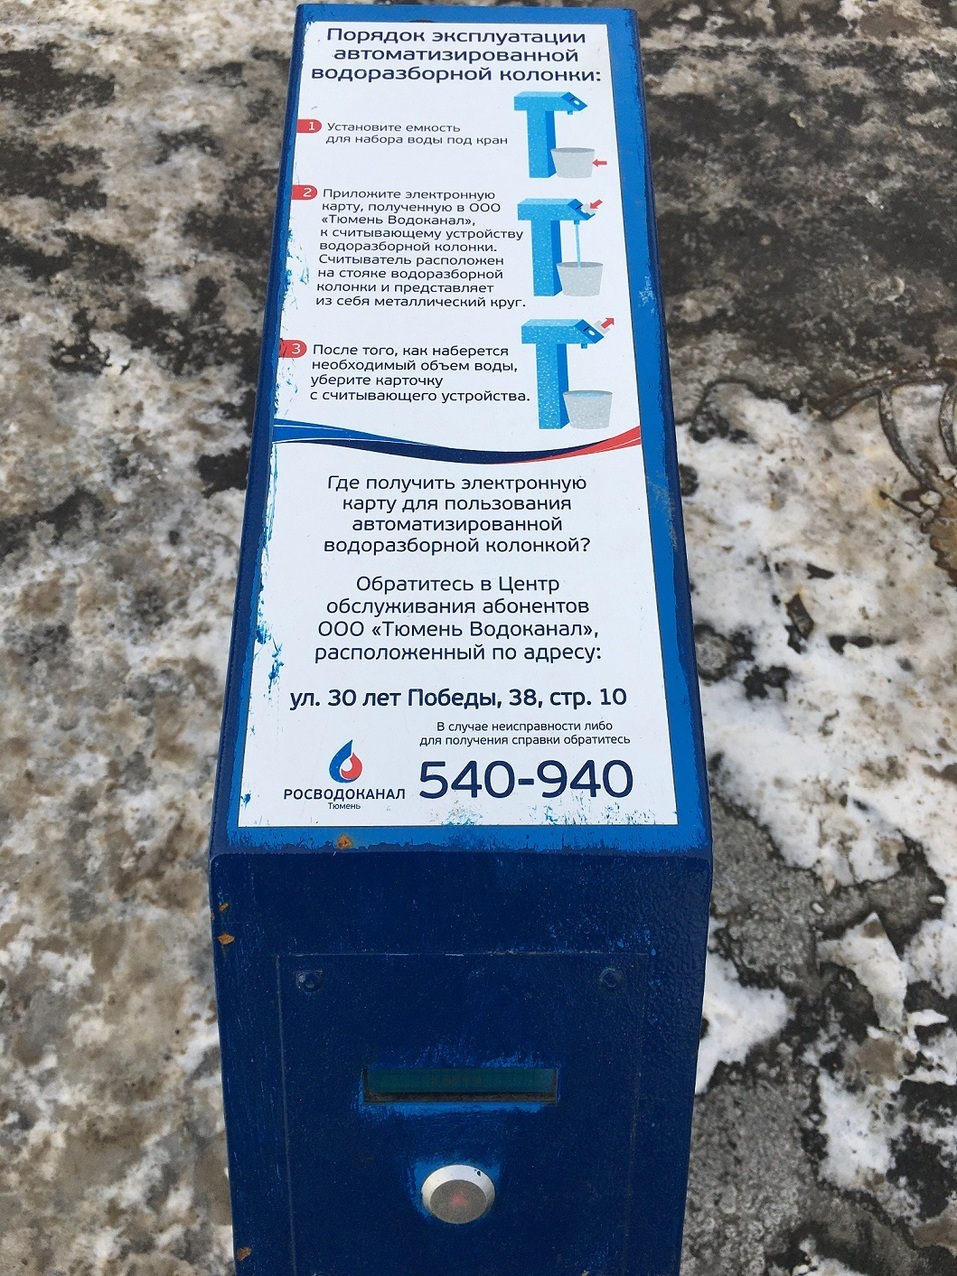 Порядок эксплуатации
автоматизированной
водоразборной колонки:
1 Установите емкость
для набора воды под кран
2 Приложите электронную
карту, полученную в ООО
«Тюмень Водоканал»,
к считывающему устройству
водоразборной колонки.
Считыватель расположен
на стояке водоразборной
колонки и представляет
из себя металлический круг.
3 После того, как наберется
необходимый объем воды,
уберите карточку
с считывающего устройства.
Где получить электронную
карту для пользования
автоматизированной
водоразборной колонкой?
Обратитесь в Центр
обслуживания абонентов
ООО «Тюмень Водоканал»,
расположенный по адресу:
ул. 30 лет Победы, 38, стр. 10
В случае неисправности либо
для получения справки обратитесь
540-940
РОСВОДОКАНАЛ
Тюмень